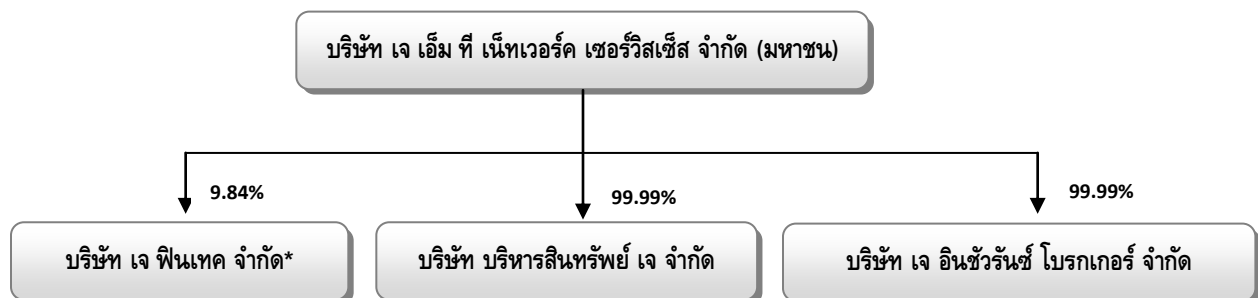 บริษัท เจ เอ็ม ที เน็ทเวอร์ค เซอร์วิสเซ็ส จำกัด (มหาชน)
9.84%
99.99%
99.99%
บริษัท เจ ฟินเทค จำกัด*
บริษัท บริหารสินทรัพย์ เจ จำกัด
บริษัท เจ อินชัวรันซ์ โบรกเกอร์ จำกัด